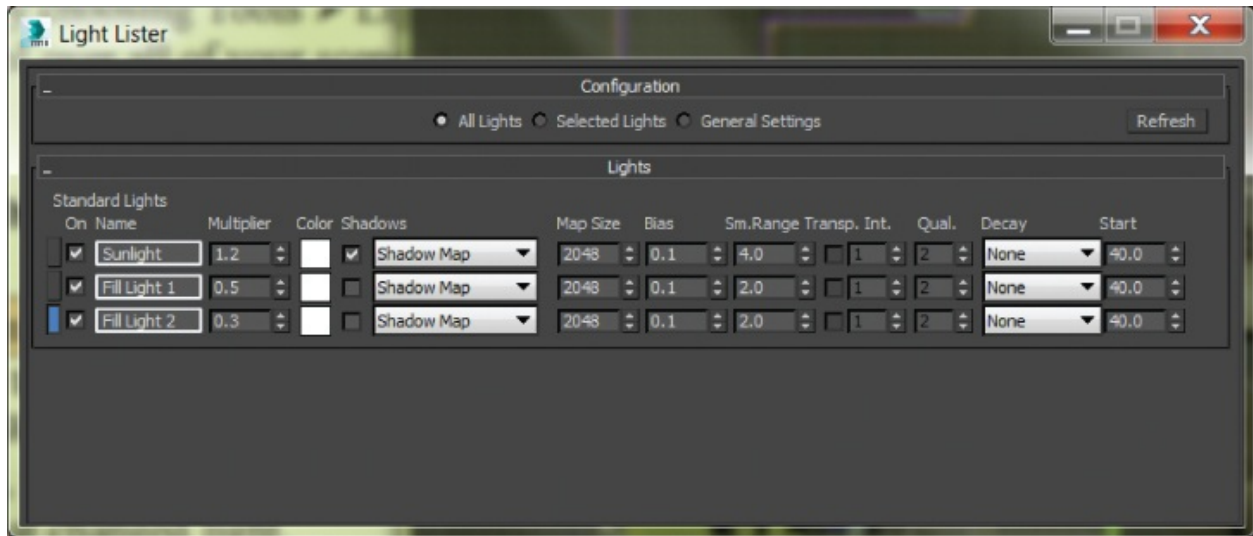 Light Lister
Configuration
All Lights Selected Lights General Settings Refresh
Lights
Standard Lights
On Name Multiplier Color Shadows Map Size Bias Sm.Range Transp. Int. Qual. Decay Start
Sunlight 1.2 Shadow Map 2048 0.1 4.0 1 2 None 40.0
Fill Light 1 0.5 Shadow Map 2048 0.1 2.0 1 2 None 40.0
Fill Light 2 0.3 Shadow Map 2048 0.1 2.0 1 2 None 40.0